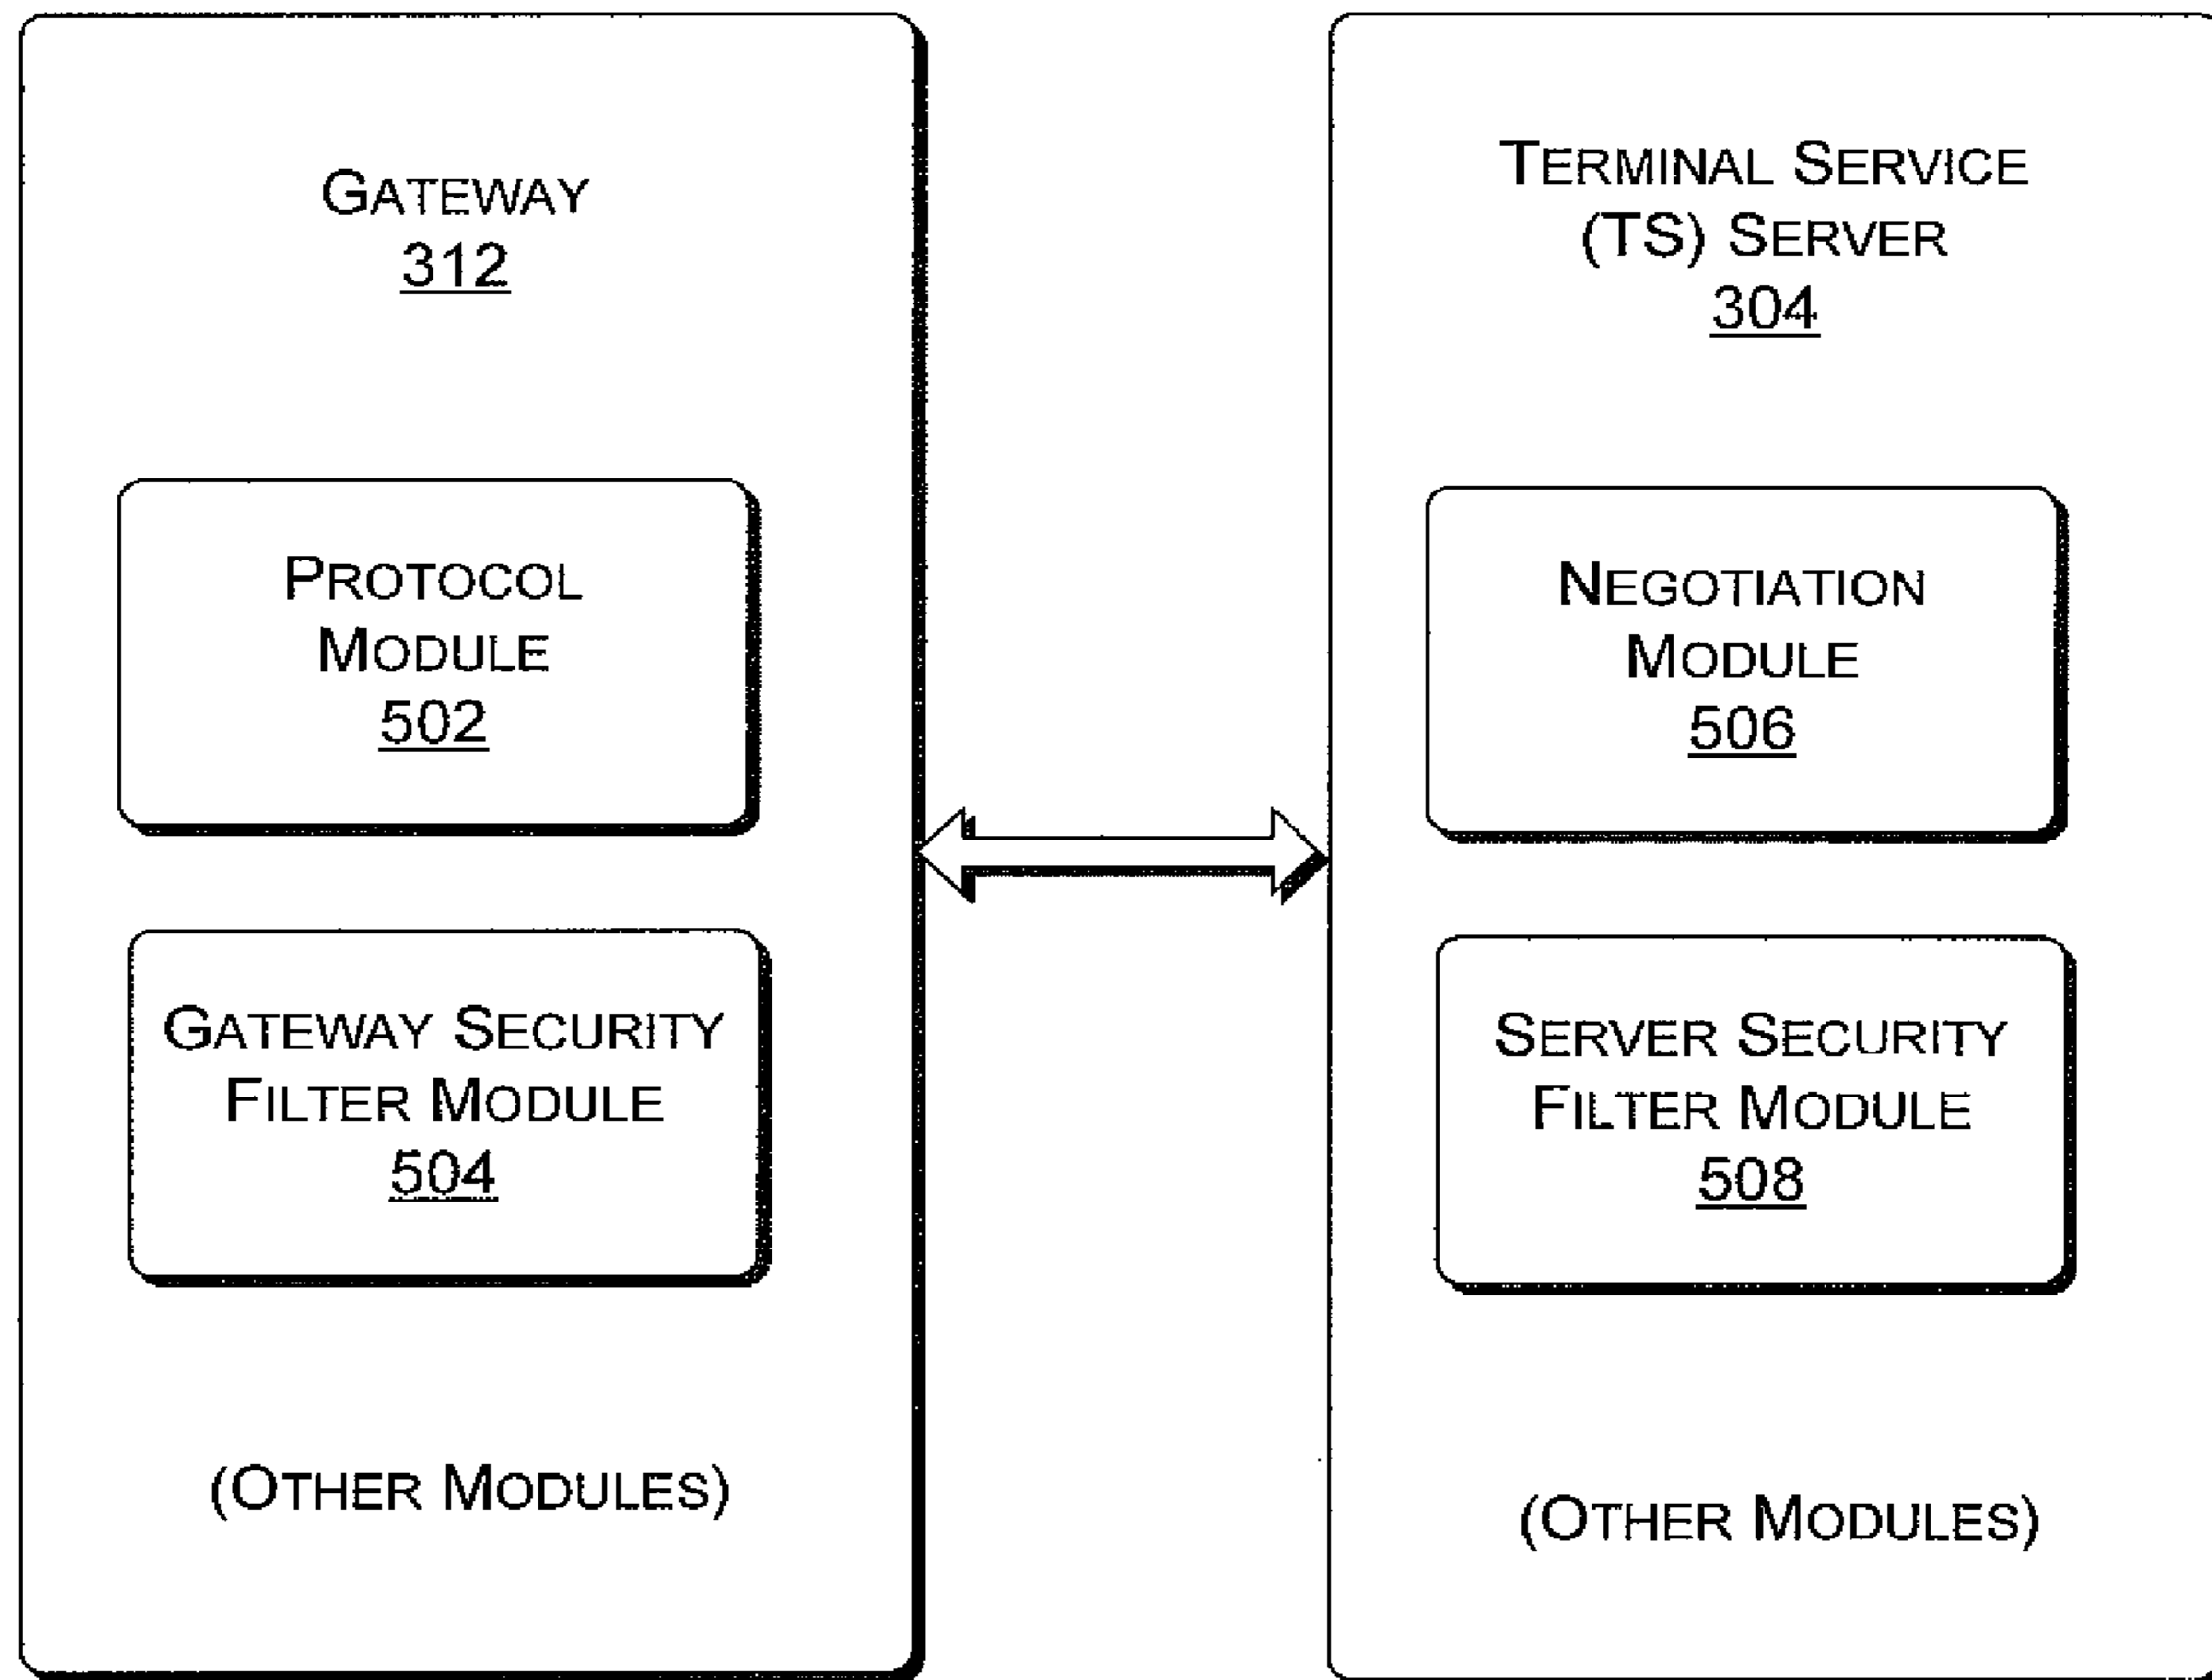 GATEWAY
312
PROTOCOL
MODULE
502
GATEWAY SECURITY
FILTER MODULE
504
(OTHER MODULES)
TERMINAL SERVICE
(TS) SERVER
304
NEGOTIATION
MODULE
506
SERVER SECURITY
FILTER MODULE
508
(OTHER MODULES)